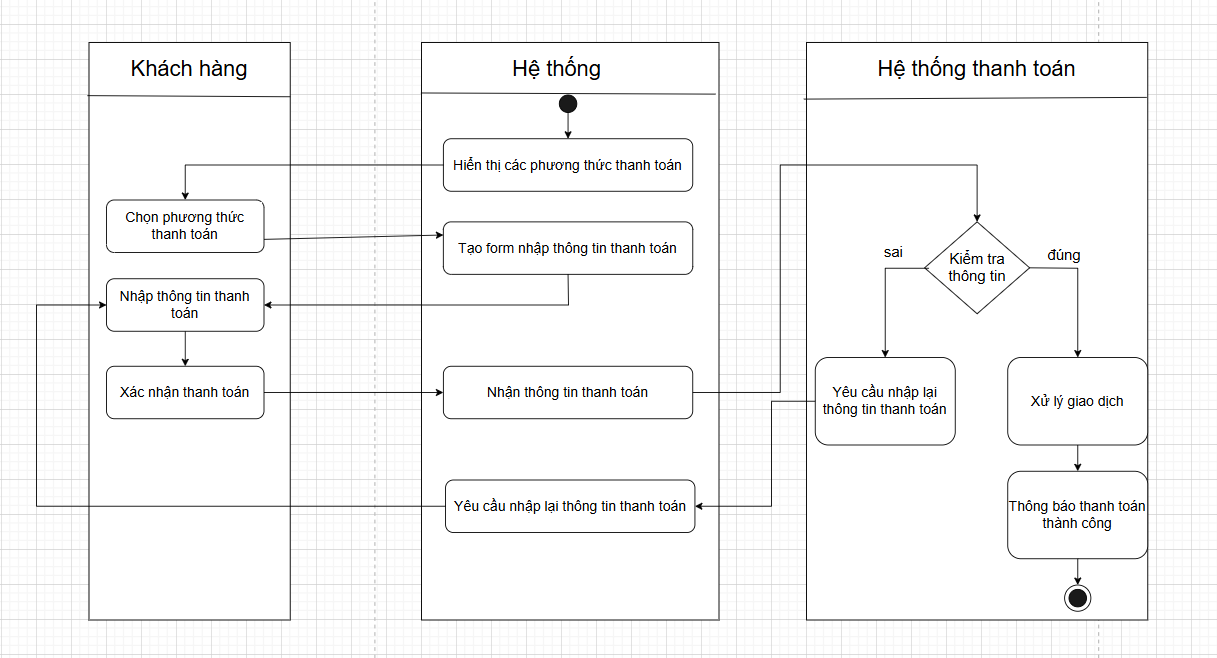 Khách hàng
Hệ thống
Hệ thống thanh toán
Hiển thị các phương thức thanh toán
Chọn phương thức
thanh toán
Tạo form nhập thông tin thanh toán
sai
Kiểm tra
thông tin
đúng
Nhập thông tin thanh
toán
Xác nhận thanh toán
Nhận thông tin thanh toán
Yêu cầu nhập lại
thông tin thanh toán
Xử lý giao dịch
Yêu cầu nhập lại thông tin thanh toán
Thông báo thanh toán
thành công